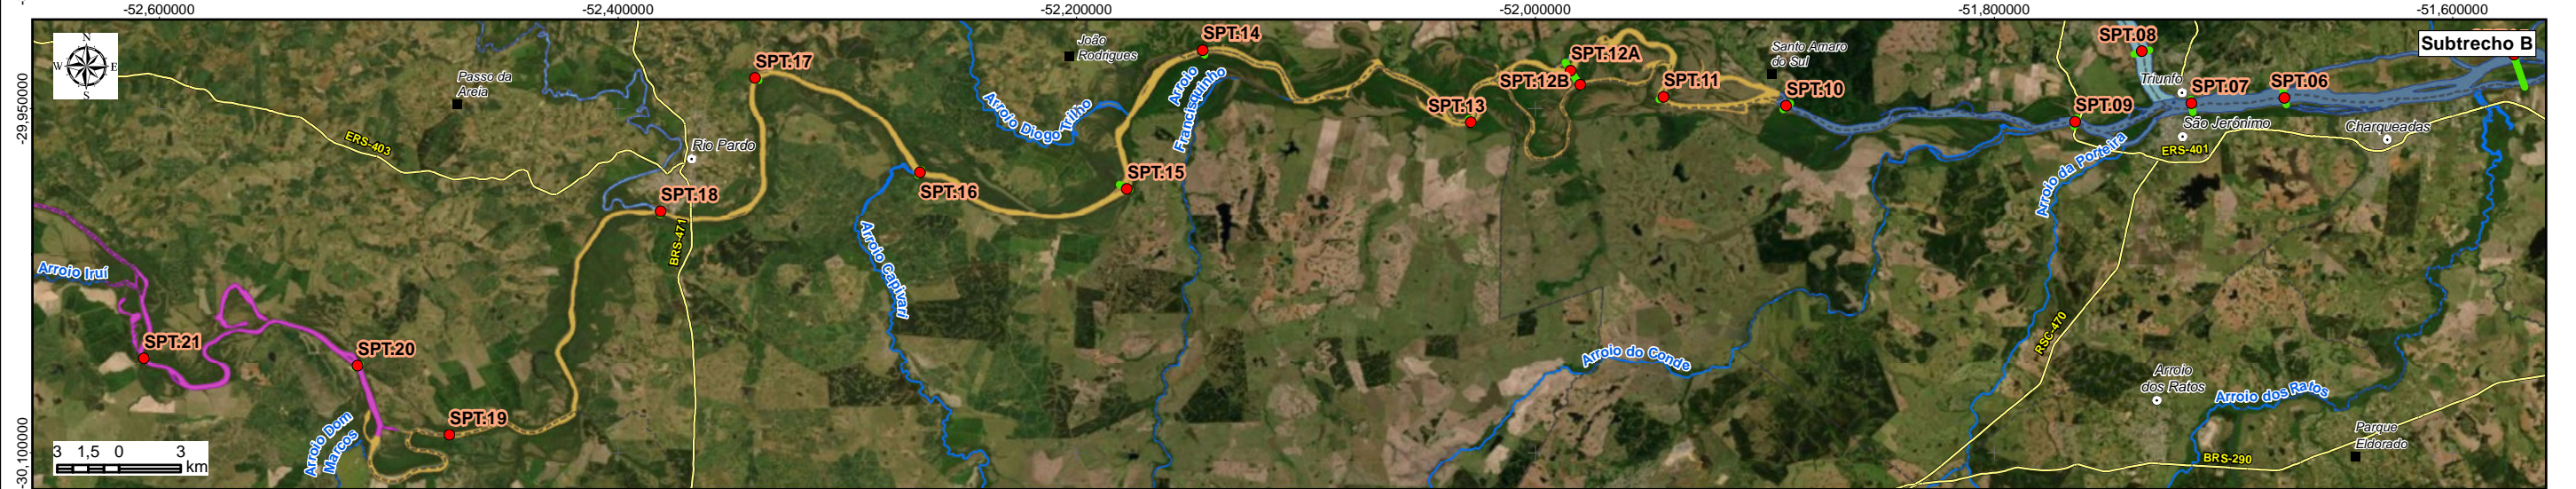 -52,600000
-52,400000
-52,200000
-52,000000
-51,800000
-51,600000
Subtrecho B
N
W
E
S
-29,950000
-30,100000
SPT.17
SPT.14
SPT.12A
SPT.12B
SPT.11
SPT.10
SPT.13
SPT.08
SPT.07
SPT.06
SPT.09
SPT.15
SPT.16
SPT.18
SPT.21
SPT.20
SPT.19
Passo da
Areia
ERS-403
Rio Pardo
BRS-471
João
Rodrigues
Arroio Diogo Trilho
Arroio
Francisquinho
Santo Amaro
do Sul
Triunfo
São Jerônimo
Charqueadas
ERS-401
Arroio da Porteira
RSC-470
Arroio Iruí
Arroio Capivari
Arroio do Conde
Arroio
dos Ratos
Arroio dos Ratos
Parque
Eldorado
BRS-290
Arroio Dom
Marcos
3 1,5 0 3
km